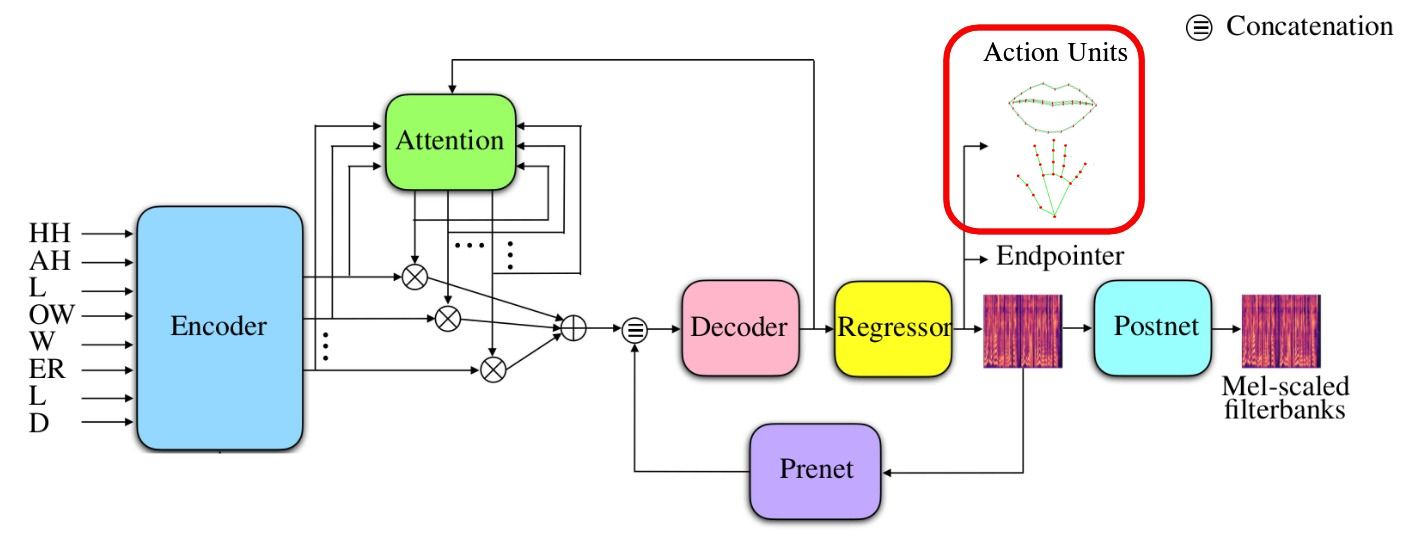 Concatenation
Action Units
Attention
HH
AH
L
OW
W
ER
L
D
Encoder
Endpointer
Decoder
Regressor
Postnet
Mel-scaled
filterbanks
Prenet